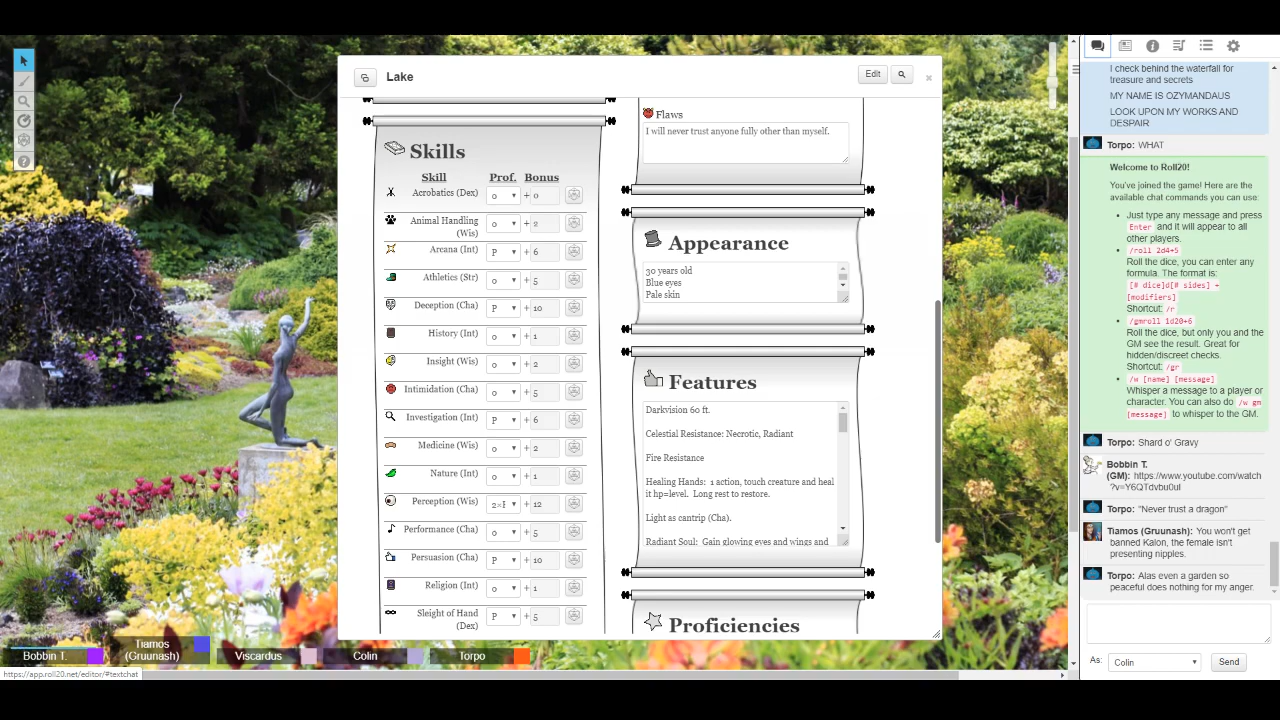 Lake
Edit
Skills
Skill Prof. Bonus
Acrobatics (Dex) 0 + 0
Animal Handling (Wis) 0 + 2
Arcana (Int) P + 6
Athletics (Str) 0 + 5
Deception (Cha) P + 10
History (Int) 0 + 1
Insight (Wis) 0 + 2
Intimidation (Cha) 0 + 5
Investigation (Int) P + 6
Medicine (Wis) 0 + 2
Nature (Int) 0 + 1
Perception (Wis) 2×P + 12
Performance (Cha) 0 + 5
Persuasion (Cha) P + 10
Religion (Int) 0 + 1
Sleight of Hand (Dex) P + 5
Flaws
I will never trust anyone fully other than myself.
Appearance
30 years old
Blue eyes
Pale skin
Features
Darkvision 60 ft.
Celestial Resistance: Necrotic, Radiant
Fire Resistance
Healing Hands: 1 action, touch creature and heal
it hp=level. Long rest to restore.
Light as cantrip (Cha).
Radiant Soul: Gain glowing eyes and wings and
Proficiencies
Bobbin T.
Tiamos
(Gruunash)
Viscardus
Colin
Torpo
https://app.roll20.net/editor/#textchat
I check behind the waterfall for
treasure and secrets
MY NAME IS OZYMANDAUS
LOOK UPON MY WORKS AND
DESPAIR
Torpo: WHAT
Welcome to Roll20!
You've joined the game! Here are the
available chat commands you can use:
Just type any message and press
Enter and it will appear to all
other players.
/roll 2d4+5
Roll the dice, you can enter any
formula. The format is:
[# dice]d[# sides] +
[modifiers]
Shortcut: /r
/gmroll 1d20+6
Roll the dice, but only you and the
GM see the result. Great for
hidden/discreet checks.
Shortcut: /gr
/w [name] [message]
Whisper a message to a player or
character. You can also do /w gm
[message] to whisper to the GM.
Torpo: Shard o' Gravy
Bobbin T.
(GM): https://www.youtube.com/watch
?v=Y6QTdvbu0uI
Torpo: "Never trust a dragon"
Tiamos (Gruunash): You won't get
banned Kalon, the female isn't
presenting nipples.
Torpo: Alas even a garden so
peaceful does nothing for my anger.
As: Colin Send